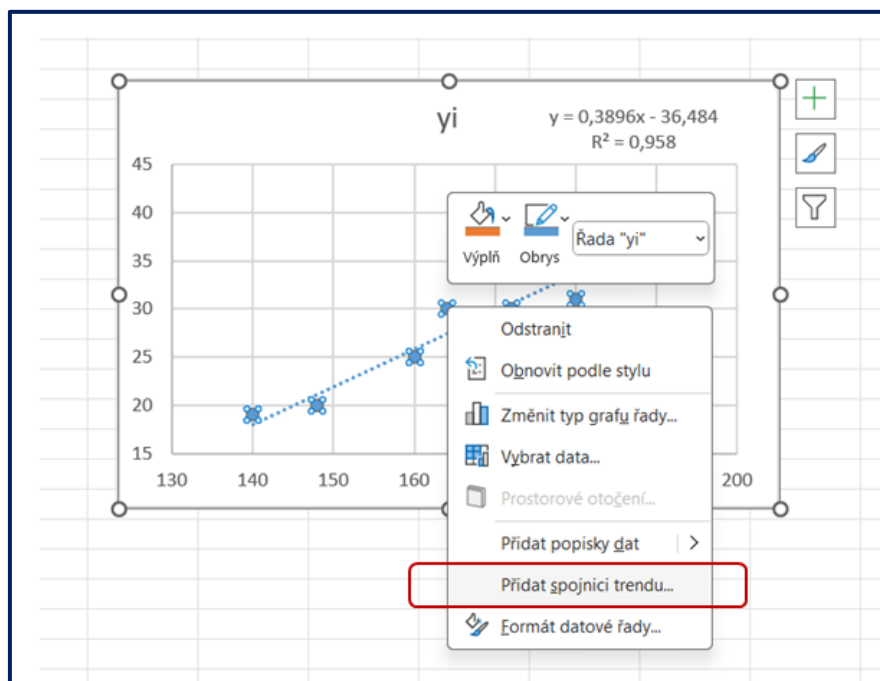 yi
y = 0,3896x - 36,484
R² = 0,958
45
40
35
30
25
20
15
130 140 150 160 200
Výplň Obrys Řada "yi"
Odstranit
Obnovit podle stylu
Změnit typ grafu řady...
Vybrat data...
Prostorové otočení...
Přidat popisky dat
Přidat spojnici trendu...
Formát datové řady...